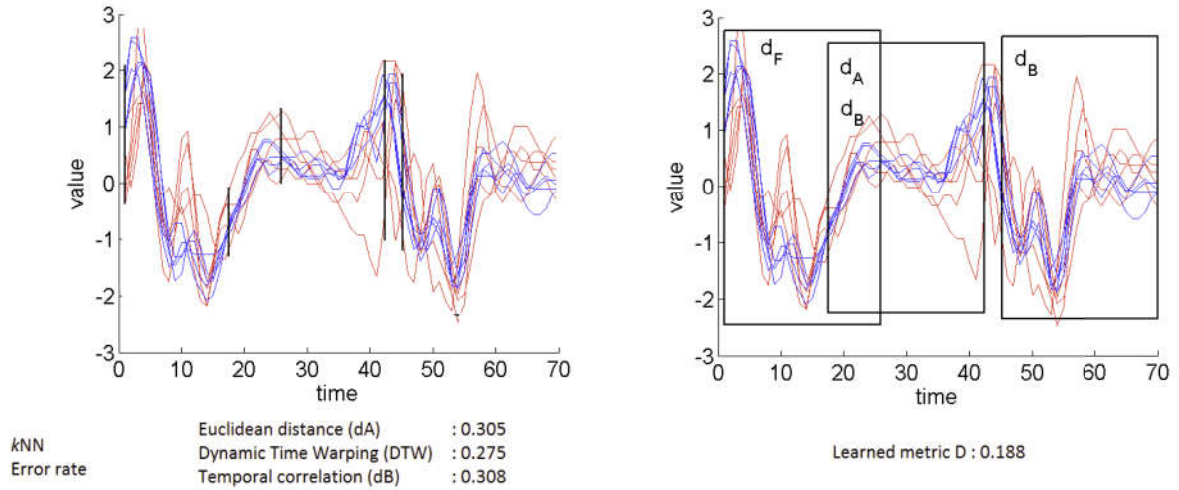 3
2
1
0
-1
-2
-3
value
0 10 20 30 40 50 60 70
time
3
2
1
0
-1
-2
-3
value
d_F
d_A
d_B
d_B
0 10 20 30 40 50 60 70
time
kNN
Error rate
Euclidean distance (dA) : 0.305
Dynamic Time Warping (DTW) : 0.275
Temporal correlation (dB) : 0.308
Learned metric D : 0.188